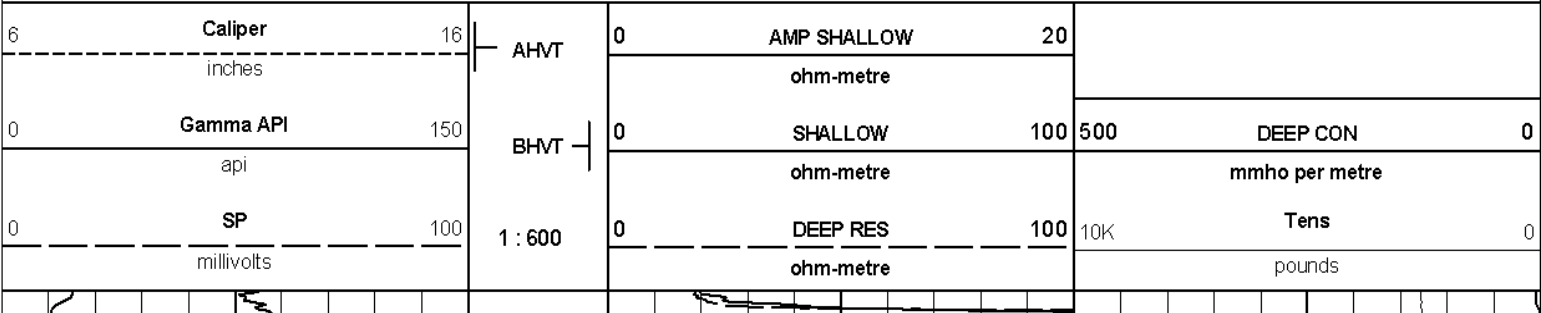 6 Caliper 16
inches
0 Gamma API 150
api
0 SP 100
millivolts
AHVT
BHVT
1 : 600
0 AMP SHALLOW 20
ohm-metre
0 SHALLOW 100
ohm-metre
0 DEEP RES 100
ohm-metre
500 DEEP CON 0
mmho per metre
10K Tens 0
pounds